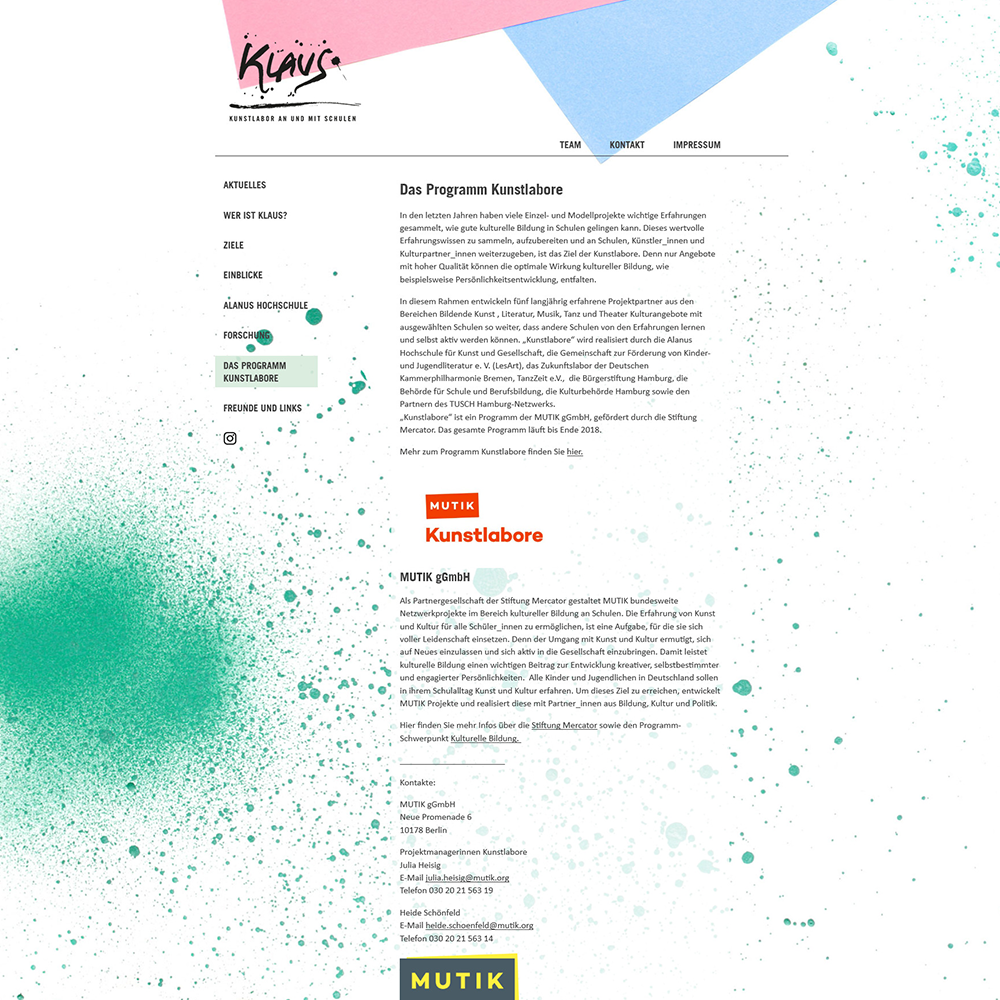 KLAUS
KUNSTLABOR AN UND MIT SCHULEN
TEAM KONTAKT IMPRESSUM
AKTUELLES
WER IST KLAUS?
ZIELE
EINBLICKE
ALANUS HOCHSCHULE
FORSCHUNG
DAS PROGRAMM
KUNSTLABORE
FREUNDE UND LINKS
Das Programm Kunstlabore
In den letzten Jahren haben viele Einzel- und Modellprojekte wichtige Erfahrungen
gesammelt, wie gute kulturelle Bildung in Schulen gelingen kann. Dieses wertvolle
Erfahrungswissen zu sammeln, aufzubereiten und an Schulen, Künstler_innen und
Kulturpartner_innen weiterzugeben, ist das Ziel der Kunstlabore. Denn nur Angebote
mit hoher Qualität können die optimale Wirkung kultureller Bildung, wie
beispielsweise Persönlichkeitsentwicklung, entfalten.
In diesem Rahmen entwickeln fünf langjährig erfahrene Projektpartner aus den
Bereichen Bildende Kunst , Literatur, Musik, Tanz und Theater Kulturangebote mit
ausgewählten Schulen so weiter, dass andere Schulen von den Erfahrungen lernen
und selbst aktiv werden können. „Kunstlabore“ wird realisiert durch die Alanus
Hochschule für Kunst und Gesellschaft, die Gemeinschaft zur Förderung von Kinder-
und Jugendliteratur e. V. (LesArt), das Zukunftslabor der Deutschen
Kammerphilharmonie Bremen, TanzZeit e.V., die Bürgerstiftung Hamburg, die
Behörde für Schule und Berufsbildung, die Kulturbehörde Hamburg sowie den
Partnern des TUSCH Hamburg-Netzwerks.
„Kunstlabore“ ist ein Programm der MUTIK gGmbH, gefördert durch die Stiftung
Mercator. Das gesamte Programm läuft bis Ende 2018.
Mehr zum Programm Kunstlabore finden Sie hier.
MUTIK
Kunstlabore
MUTIK gGmbH
Als Partnergesellschaft der Stiftung Mercator gestaltet MUTIK bundesweite
Netzwerkprojekte im Bereich kultureller Bildung an Schulen. Die Erfahrung von Kunst
und Kultur für alle Schüler_innen zu ermöglichen, ist eine Aufgabe, für die sie sich
voller Leidenschaft einsetzen. Denn der Umgang mit Kunst und Kultur ermutigt, sich
auf Neues einzulassen und sich aktiv in die Gesellschaft einzubringen. Damit leistet
kulturelle Bildung einen wichtigen Beitrag zur Entwicklung kreativer, selbstbestimmter
und engagierter Persönlichkeiten. Alle Kinder und Jugendlichen in Deutschland sollen
in ihrem Schulalltag Kunst und Kultur erfahren. Um dieses Ziel zu erreichen, entwickelt
MUTIK Projekte und realisiert diese mit Partner_innen aus Bildung, Kultur und Politik.
Hier finden Sie mehr Infos über die Stiftung Mercator sowie den Programm-
Schwerpunkt Kulturelle Bildung.
Kontakte:
MUTIK gGmbH
Neue Promenade 6
10178 Berlin
Projektmanagerinnen Kunstlabore
Julia Heisig
E-Mail julia.heisig@mutik.org
Telefon 030 20 21 563 19
Heide Schönfeld
E-Mail heide.schoenfeld@mutik.org
Telefon 030 20 21 563 14
MUTIK